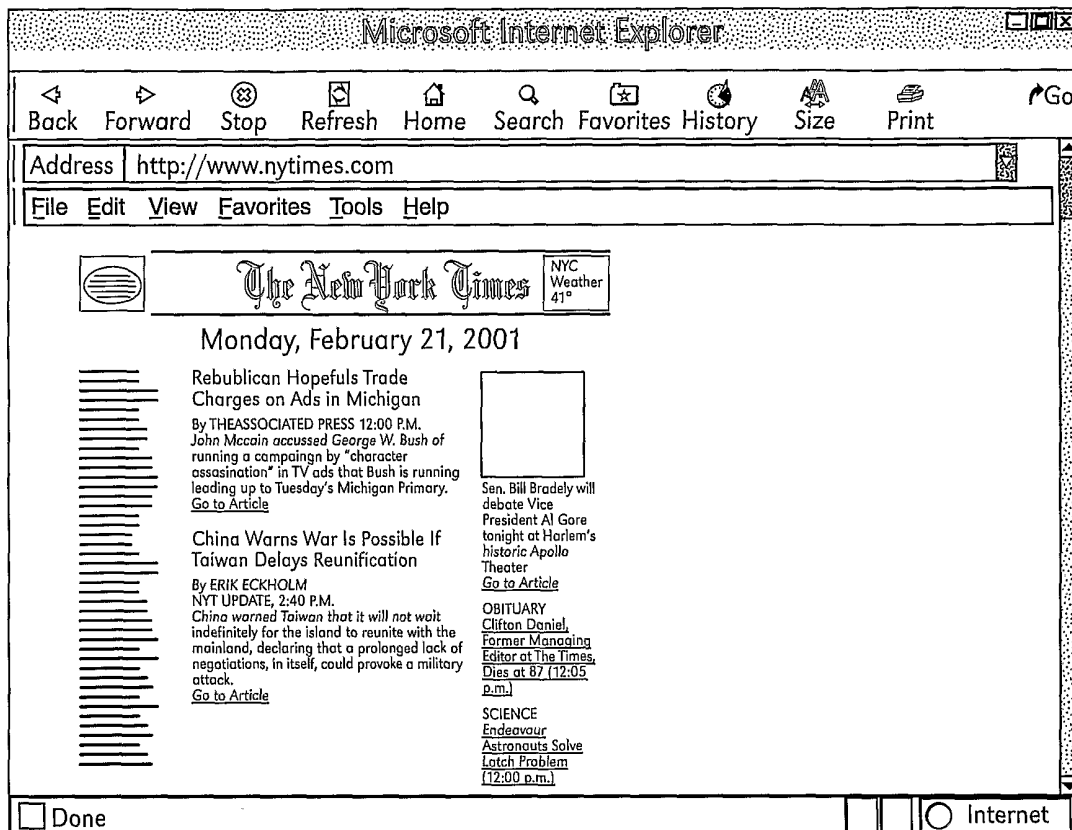 Microsoft Internet Explorer
Back Forward Stop Refresh Home Search Favorites History Size Print Go
Address http://www.nytimes.com
File Edit View Favorites Tools Help
The New York Times
NYC
Weather
41°
Monday, February 21, 2001
Rebublican Hopefuls Trade
Charges on Ads in Michigan
By THEASSOCIATED PRESS 12:00 P.M.
John Mccain accussed George W. Bush of
running a campaingn by "character
assasination" in TV ads that Bush is running
leading up to Tuesday's Michigan Primary.
Go to Article
China Warns War Is Possible If
Taiwan Delays Reunification
By ERIK ECKHOLM
NYT UPDATE, 2:40 P.M.
China warned Taiwan that it will not wait
indefinitely for the island to reunite with the
mainland, declaring that a prolonged lack of
negotiations, in itself, could provoke a military
attack.
Go to Article
Sen. Bill Bradely will
debate Vice
President Al Gore
tonight at Harlem's
historic Apollo
Theater
Go to Article
OBITUARY
Clifton Daniel,
Former Managing
Editor at The Times,
Dies at 87 (12:05
p.m.)
SCIENCE
Endeavour
Astronauts Solve
Latch Problem
(12:00 p.m.)
Done
Internet